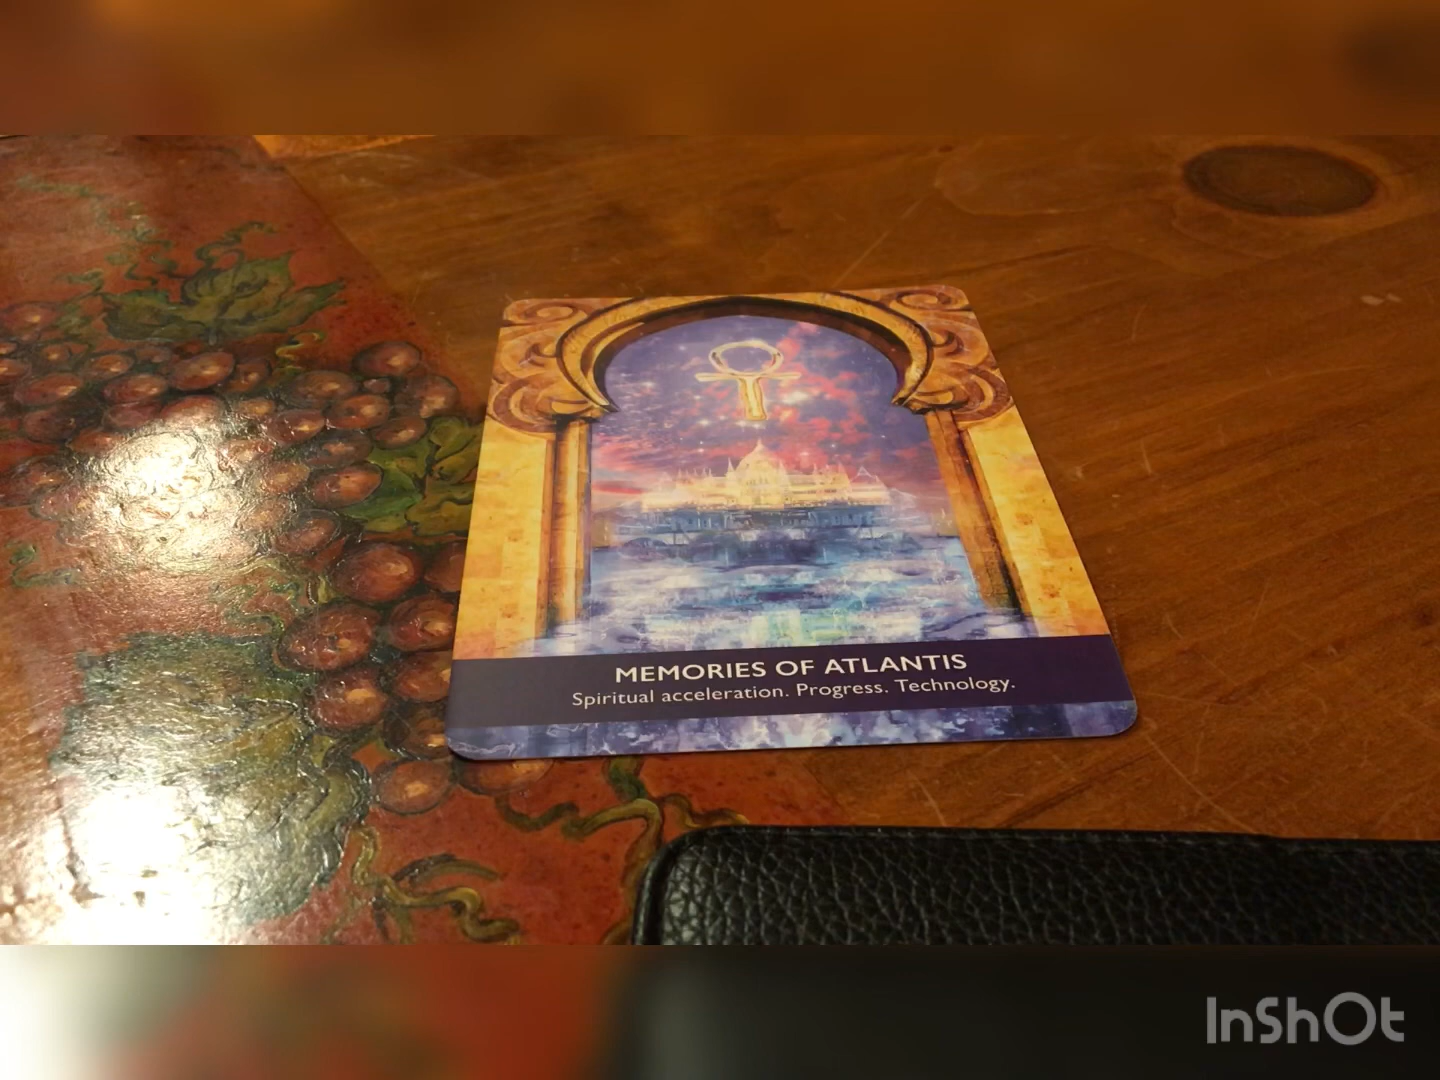 MEMORIES OF ATLANTIS
Spiritual acceleration. Progress. Technology.
InShOt